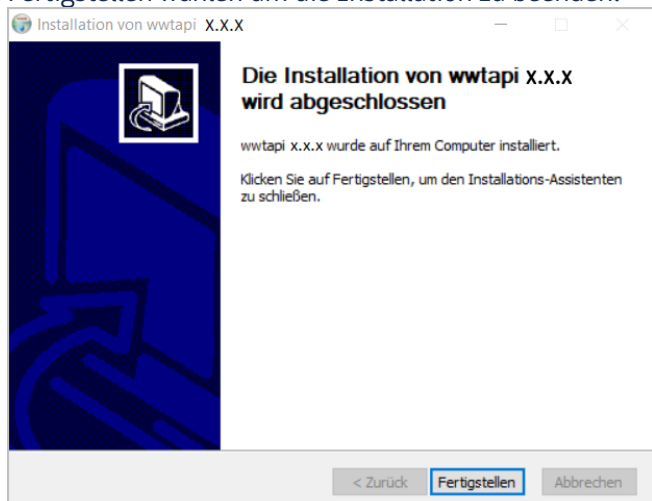 Fertigstellen wählen um die Installation zu beenden.
Installation von wwtapi X.X.X
Die Installation von wwtapi X.X.X
wird abgeschlossen
wwtapi X.X.X wurde auf Ihrem Computer installiert.
Klicken Sie auf Fertigstellen, um den Installations-Assistenten
zu schließen.
< Zurück Fertigstellen Abbrechen